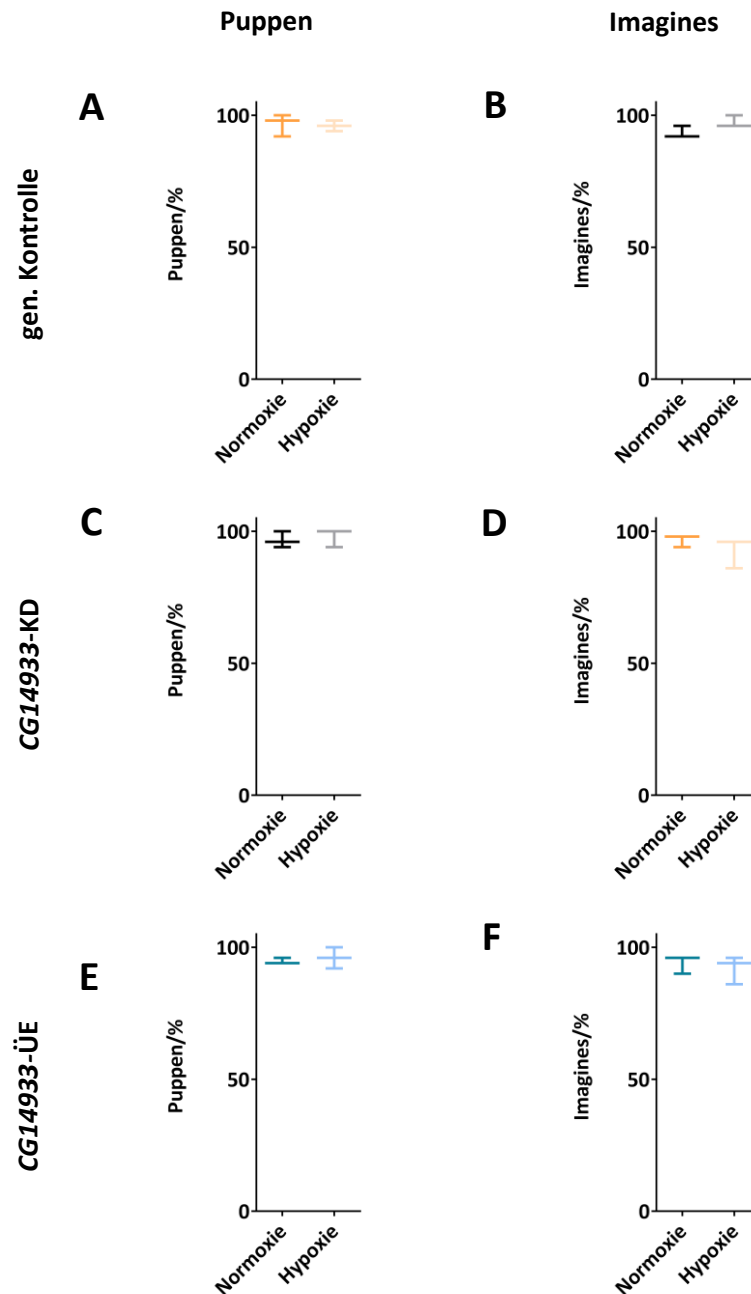 Puppen
Imagines
gen. Kontrolle
A
Puppen/%
100
50
0
Normoxie
Hypoxie
B
Imagines/%
100
50
0
Normoxie
Hypoxie
CG14933-KD
C
Puppen/%
100
50
0
Normoxie
Hypoxie
D
Imagines/%
100
50
0
Normoxie
Hypoxie
CG14933-ÜE
E
Puppen/%
100
50
0
Normoxie
Hypoxie
F
Imagines/%
100
50
0
Normoxie
Hypoxie